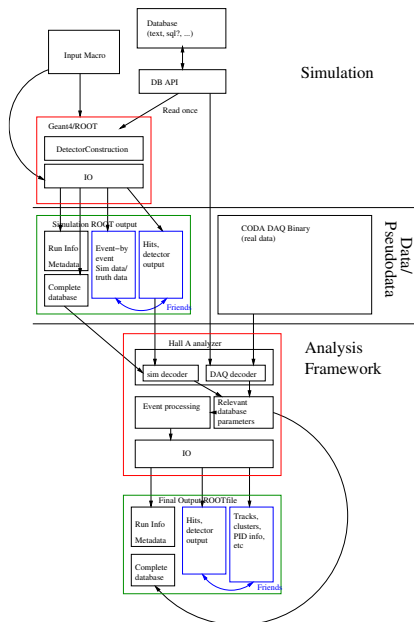 Database
(text, sql?, ...)
Input Macro
Simulation
DB API
Read once
Geant4/ROOT
DetectorConstruction
IO
Simulation ROOT output
Run Info
Metadata
Complete
database
Event-by
event
Sim data/
truth data
Hits,
detector
output
Friends
CODA DAQ Binary
(real data)
Data/
Pseudodata
Hall A analyzer
Analysis
Framework
sim decoder
DAQ decoder
Event processing
Relevant
database
parameters
IO
Final Output ROOTfile
Run Info
Metadata
Complete
database
Hits,
detector
output
Tracks,
clusters,
PID info,
etc
Friends